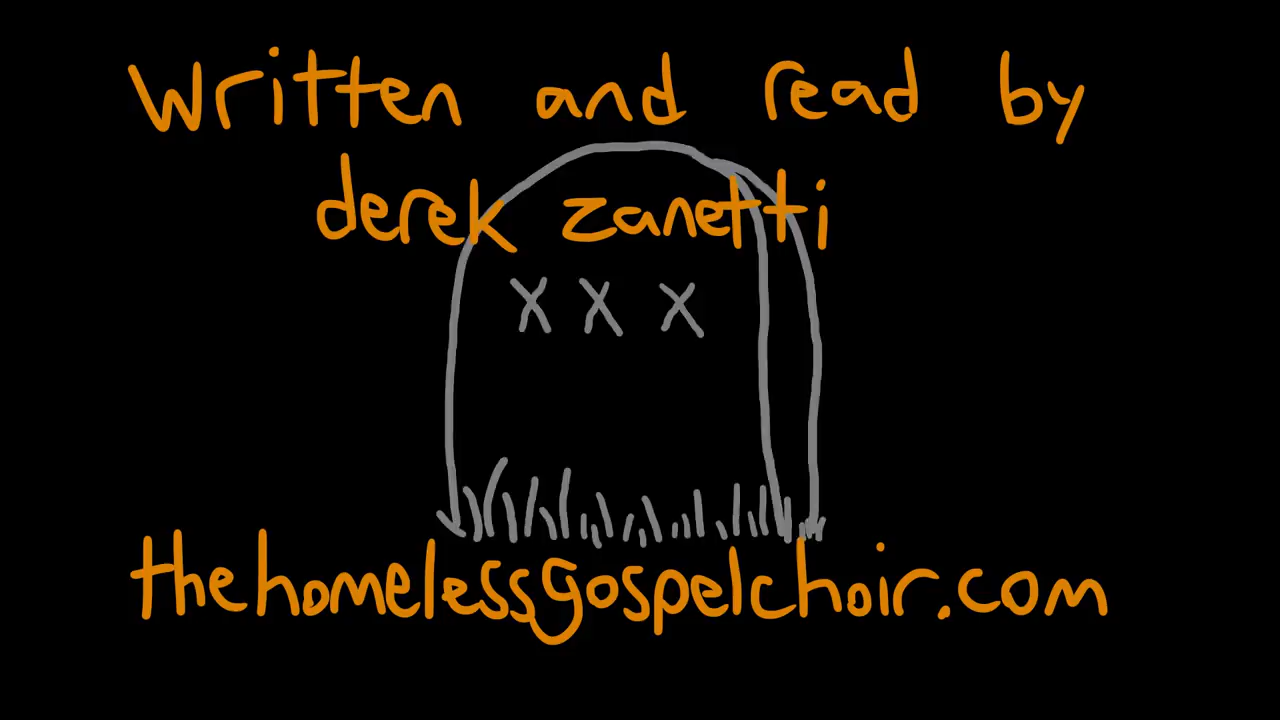 written and read by
derek zanetti
x x x
thehomelessgospelchoir.com